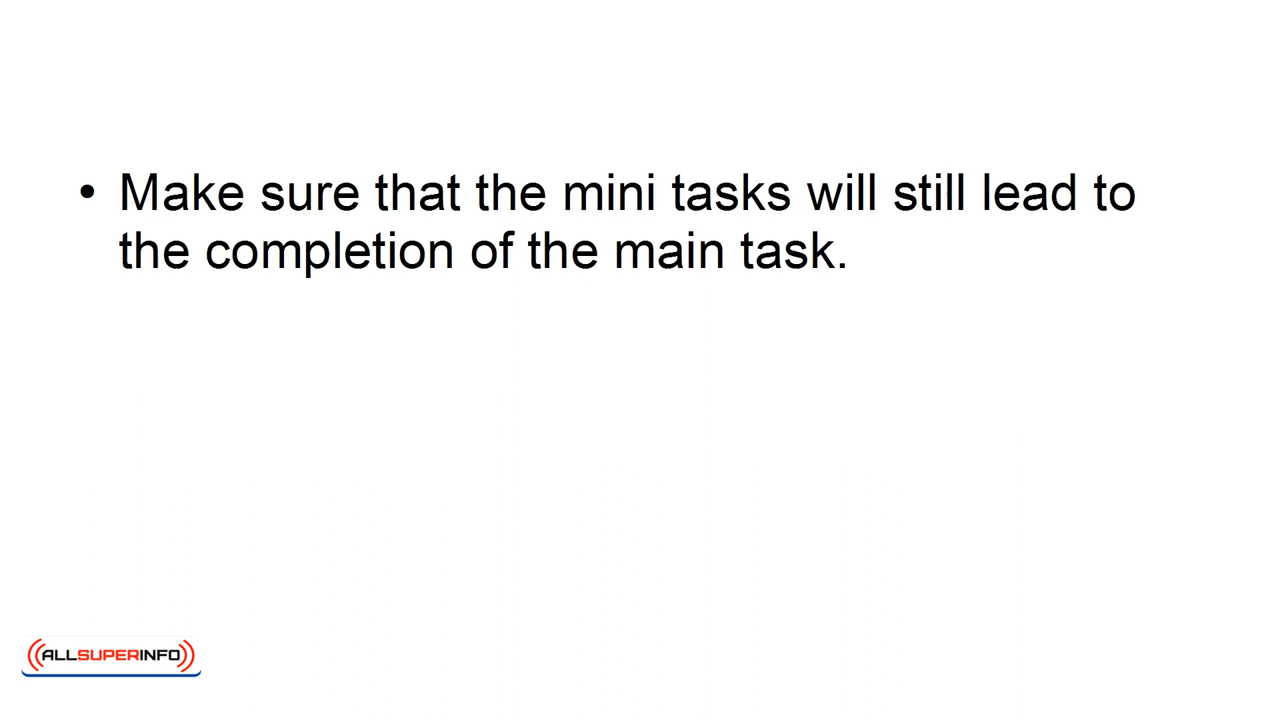 • Make sure that the mini tasks will still lead to
the completion of the main task.
ALLSUPERINFO